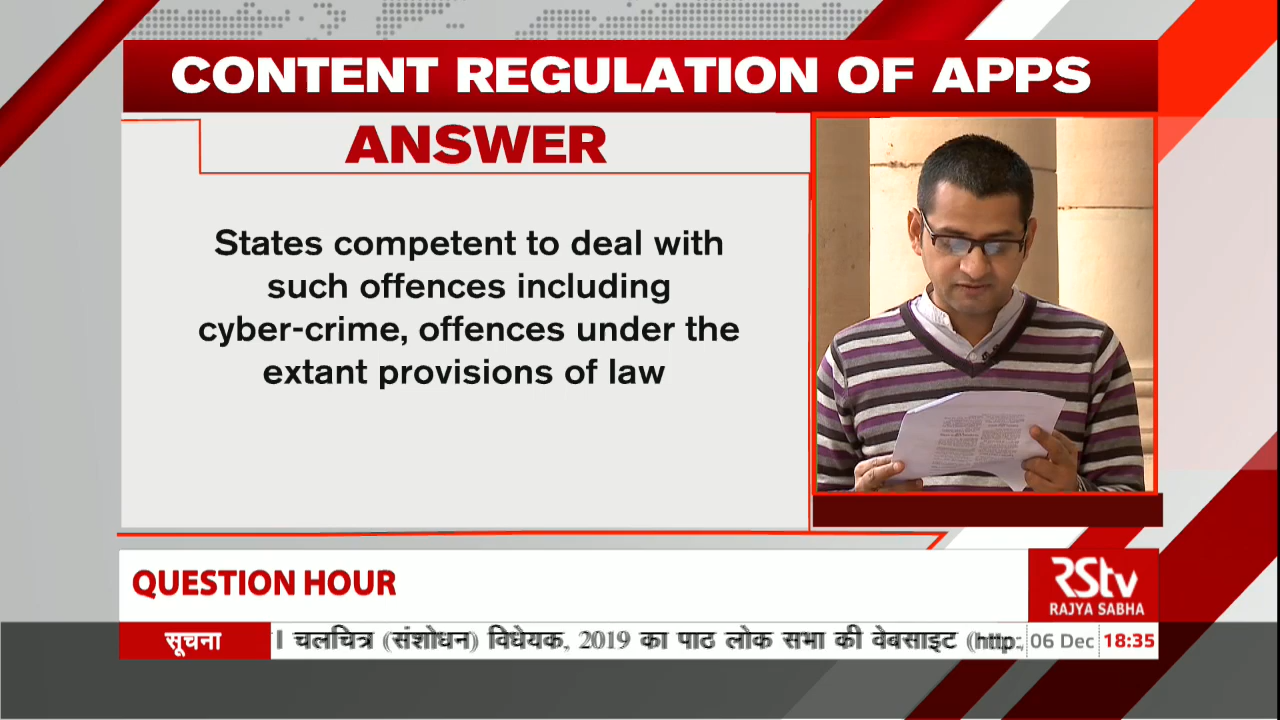 CONTENT REGULATION OF APPS
ANSWER
States competent to deal with
such offences including
cyber-crime, offences under the
extant provisions of law
QUESTION HOUR
RStv
RAJYA SABHA
सूचना
। चलचित्र (संशोधन) विधेयक, 2019 का पाठ लोक सभा की वेबसाइट (http:
06 Dec
18:35